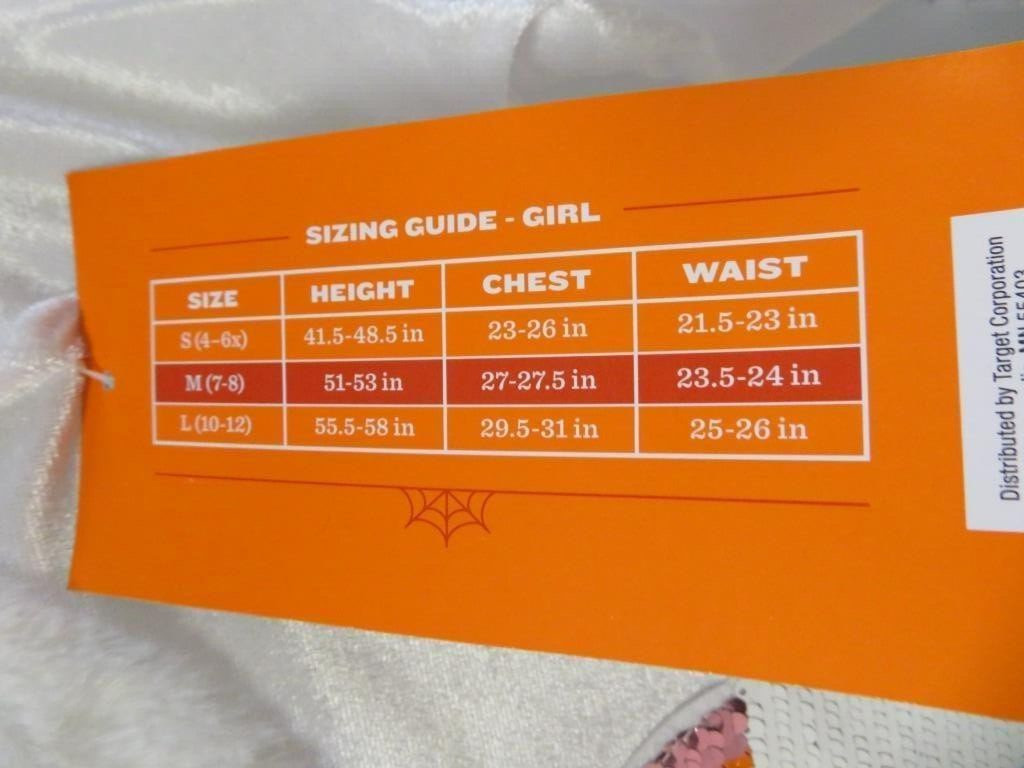 SIZING GUIDE - GIRL
SIZE HEIGHT CHEST WAIST
S (4-6x) 41.5-48.5 in 23-26 in 21.5-23 in
M (7-8) 51-53 in 27-27.5 in 23.5-24 in
L (10-12) 55.5-58 in 29.5-31 in 25-26 in
Distributed by Target Corporation
MN 55403